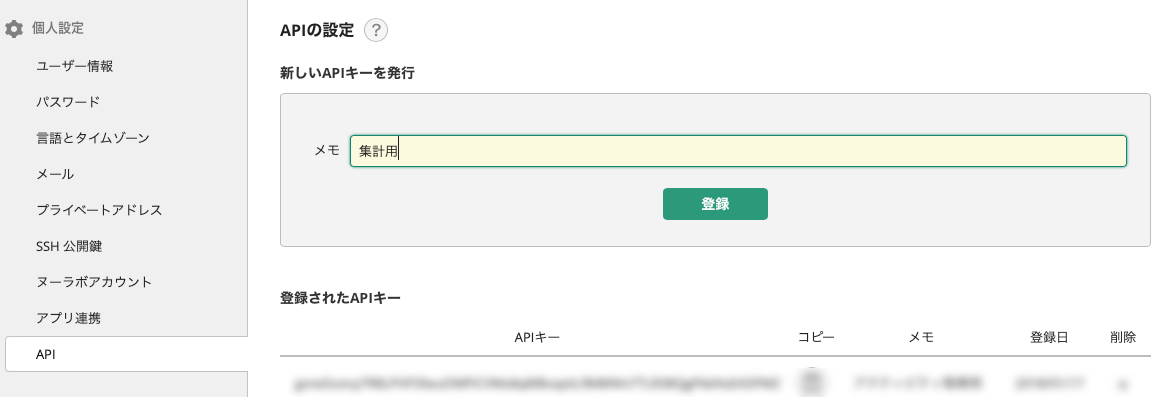 個人設定
ユーザー情報
パスワード
言語とタイムゾーン
メール
プライベートアドレス
SSH 公開鍵
ヌーラボアカウント
アプリ連携
API
APIの設定 ?
新しいAPIキーを発行
メモ 集計用
登録
登録されたAPIキー
APIキー コピー メモ 登録日 削除